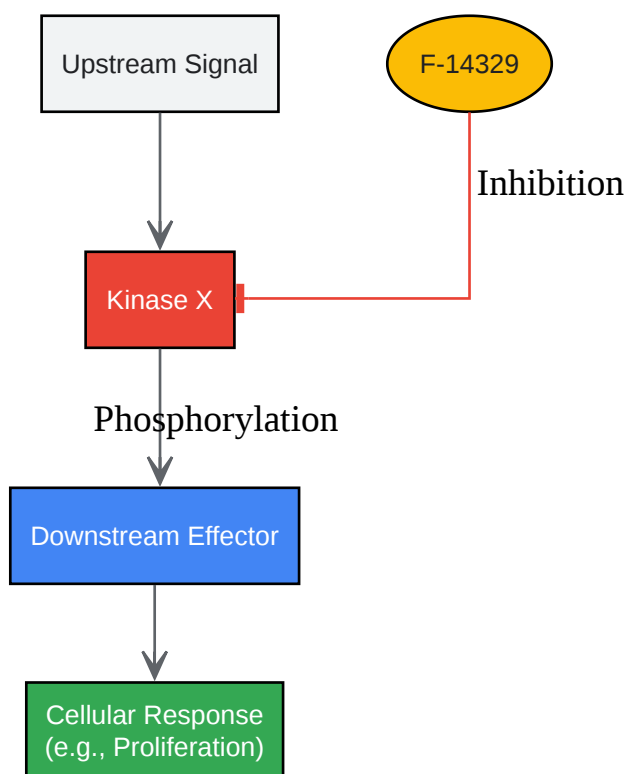 Upstream Signal
F-14329
Inhibition
Kinase X
Phosphorylation
Downstream Effector
Cellular Response
(e.g., Proliferation)